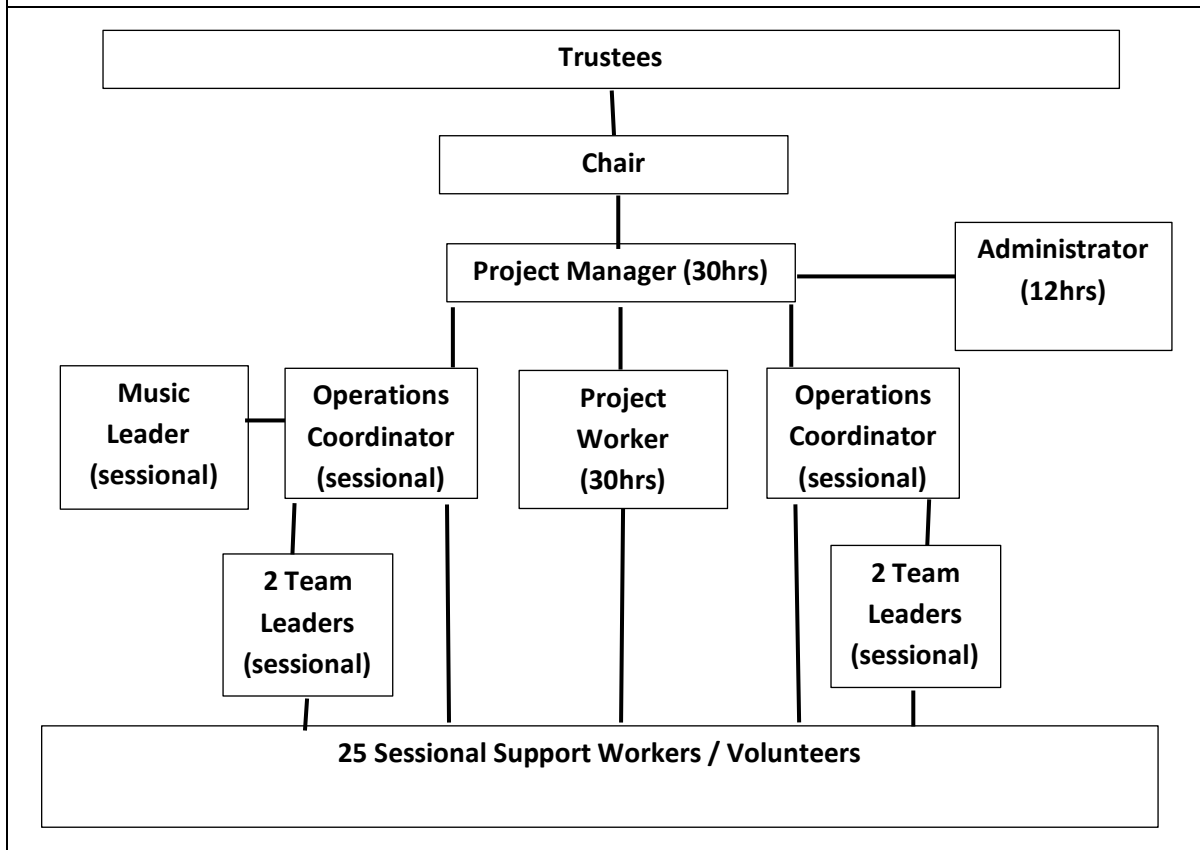 Trustees
Chair
Project Manager (30hrs)
Administrator
(12hrs)
Music
Leader
(sessional)
Operations
Coordinator
(sessional)
Project
Worker
(30hrs)
Operations
Coordinator
(sessional)
2 Team
Leaders
(sessional)
2 Team
Leaders
(sessional)
25 Sessional Support Workers / Volunteers